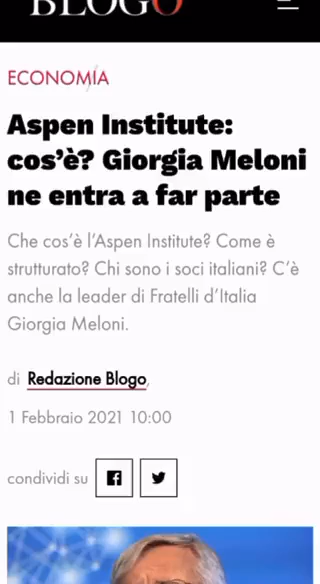 BLOGO
ECONOMIA
Aspen Institute:
cos'è? Giorgia Meloni
ne entra a far parte
Che cos'è l'Aspen Institute? Come è
strutturato? Chi sono i soci italiani? C'è
anche la leader di Fratelli d'Italia
Giorgia Meloni.
di Redazione Blogo,
1 Febbraio 2021 10:00
condividi su